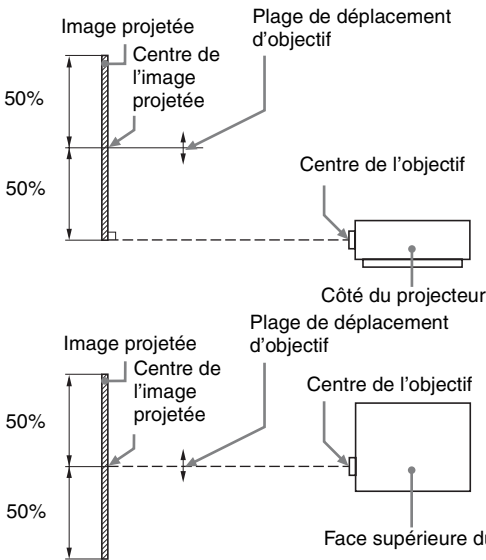 Image projetée
Plage de déplacement
d’objectif
Centre de
l’image
projetée
50%
50%
Centre de l’objectif
Côté du projecteur
Image projetée
Plage de déplacement
d’objectif
Centre de
l’image
projetée
50%
50%
Centre de l’objectif
Face supérieure du